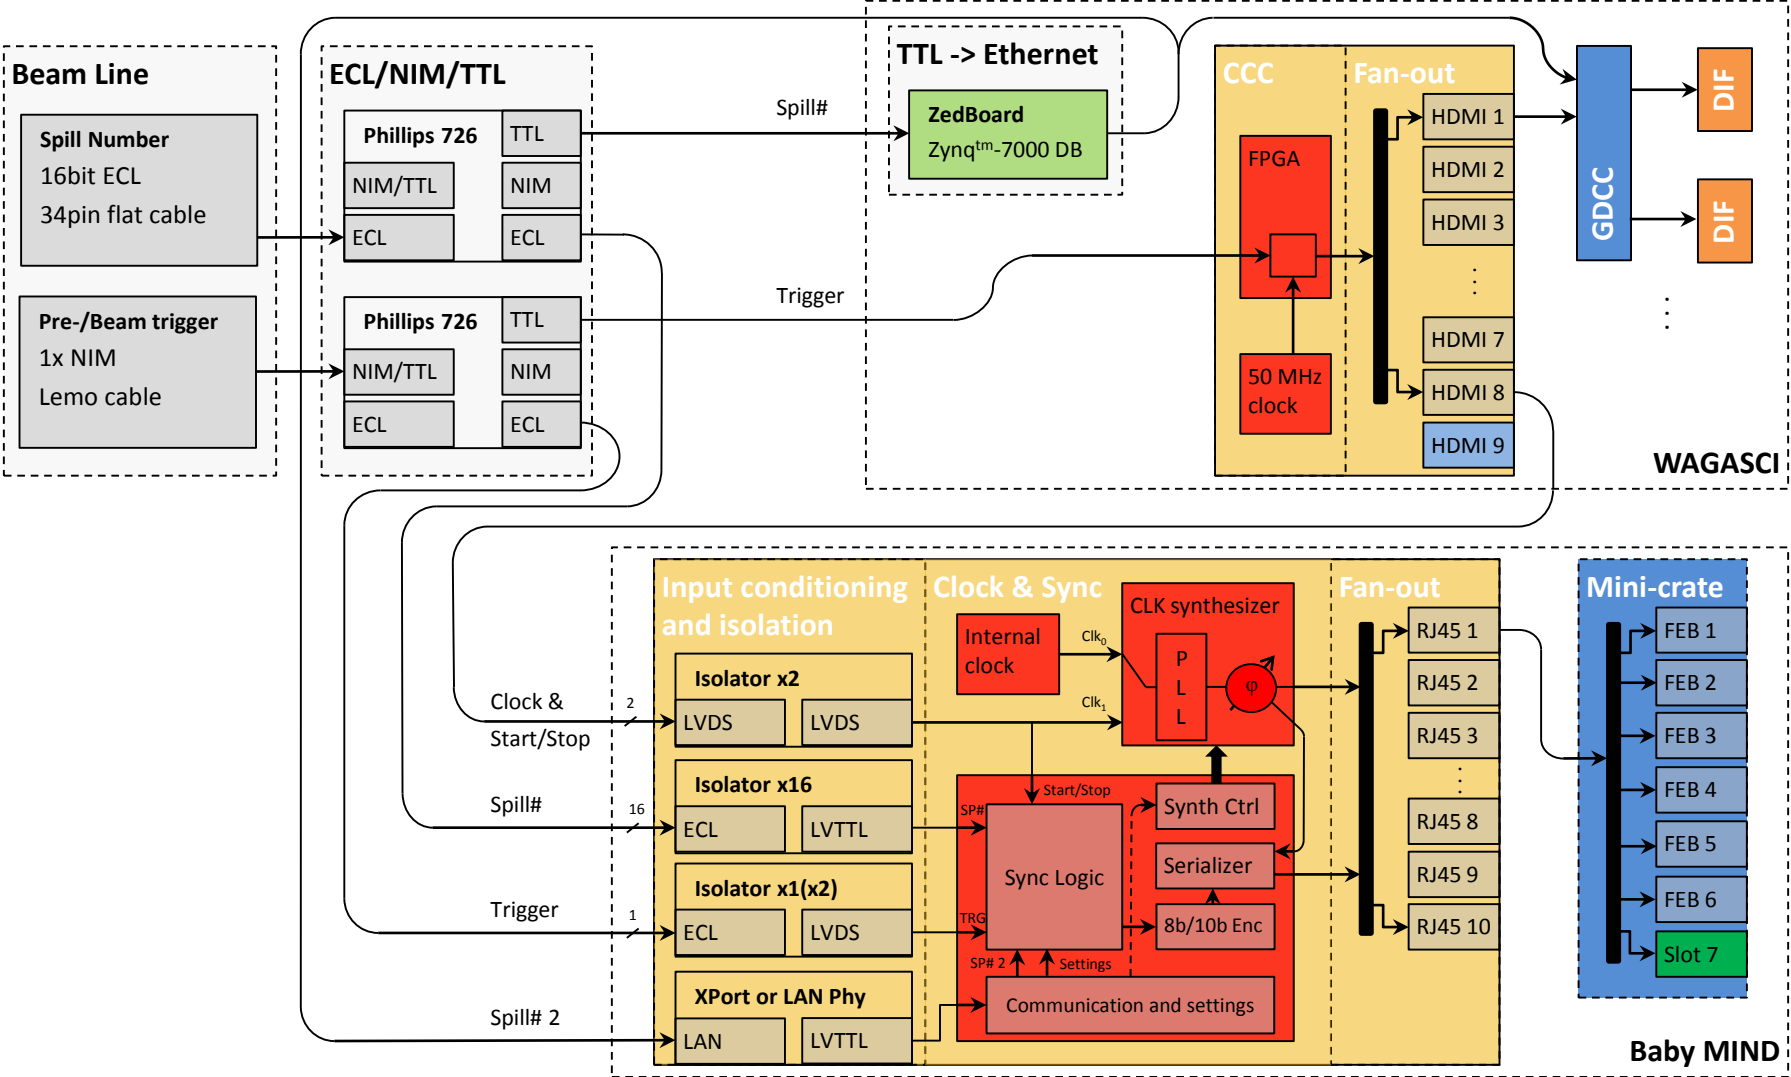 Beam Line
Spill Number
16bit ECL
34pin flat cable
Pre-/Beam trigger
1x NIM
Lemo cable
ECL/NIM/TTL
Phillips 726
TTL
NIM/TTL
NIM
ECL
ECL
Phillips 726
TTL
NIM/TTL
NIM
ECL
ECL
Spill#
Trigger
TTL -> Ethernet
ZedBoard
Zynqtm-7000 DB
CCC
FPGA
50 MHz
clock
Fan-out
HDMI 1
HDMI 2
HDMI 3
...
HDMI 7
HDMI 8
HDMI 9
GDCC
DIF
DIF
...
WAGASCI
Clock &
Start/Stop
2
Spill#
16
Trigger
1
Spill# 2
Input conditioning
and isolation
Isolator x2
LVDS
LVDS
Isolator x16
ECL
LVTTL
Isolator x1(x2)
ECL
LVDS
XPort or LAN Phy
LAN
LVTTL
Clock & Sync
Internal
clock
Clk0
Clk1
CLK synthesizer
P
L
L
φ
Start/Stop
SP#
TRG
Sync Logic
Synth Ctrl
Serializer
8b/10b Enc
SP# 2
Settings
Communication and settings
Fan-out
RJ45 1
RJ45 2
RJ45 3
...
RJ45 8
RJ45 9
RJ45 10
Mini-crate
FEB 1
FEB 2
FEB 3
FEB 4
FEB 5
FEB 6
Slot 7
Baby MIND